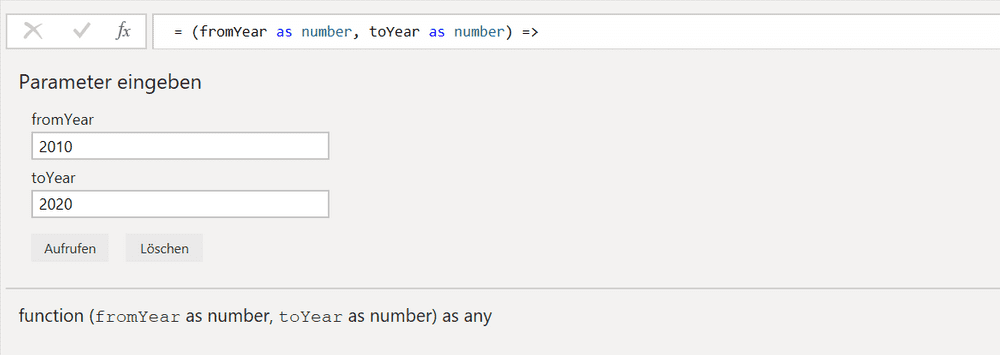 fx = (fromYear as number, toYear as number) =>
Parameter eingeben
fromYear
2010
toYear
2020
Aufrufen Löschen
function (fromYear as number, toYear as number) as any